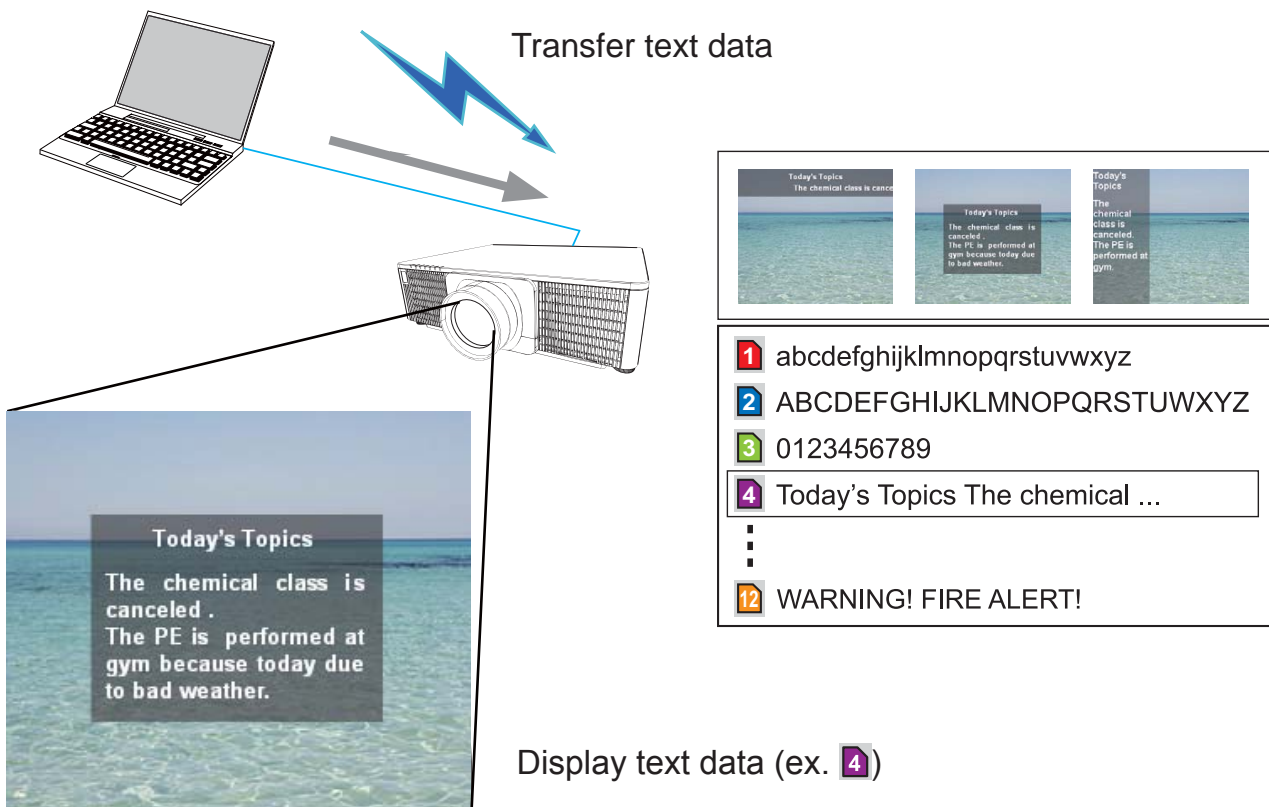 Transfer text data
Today's Topics
The chemical class is cance
Today's Topics
The chemical class is
canceled .
The PE is performed at
gym because today due
to bad weather.
Today's
Topics
The
chemical
class is
canceled.
The PE is
performed at
gym.
1 abcdefghijklmnopqrstuvwxyz
2 ABCDEFGHIJKLMNOPQRSTUWXYZ
3 0123456789
4 Today's Topics The chemical ...
12 WARNING! FIRE ALERT!
Today's Topics
The chemical class is
canceled .
The PE is performed at
gym because today due
to bad weather.
Display text data (ex. 4)